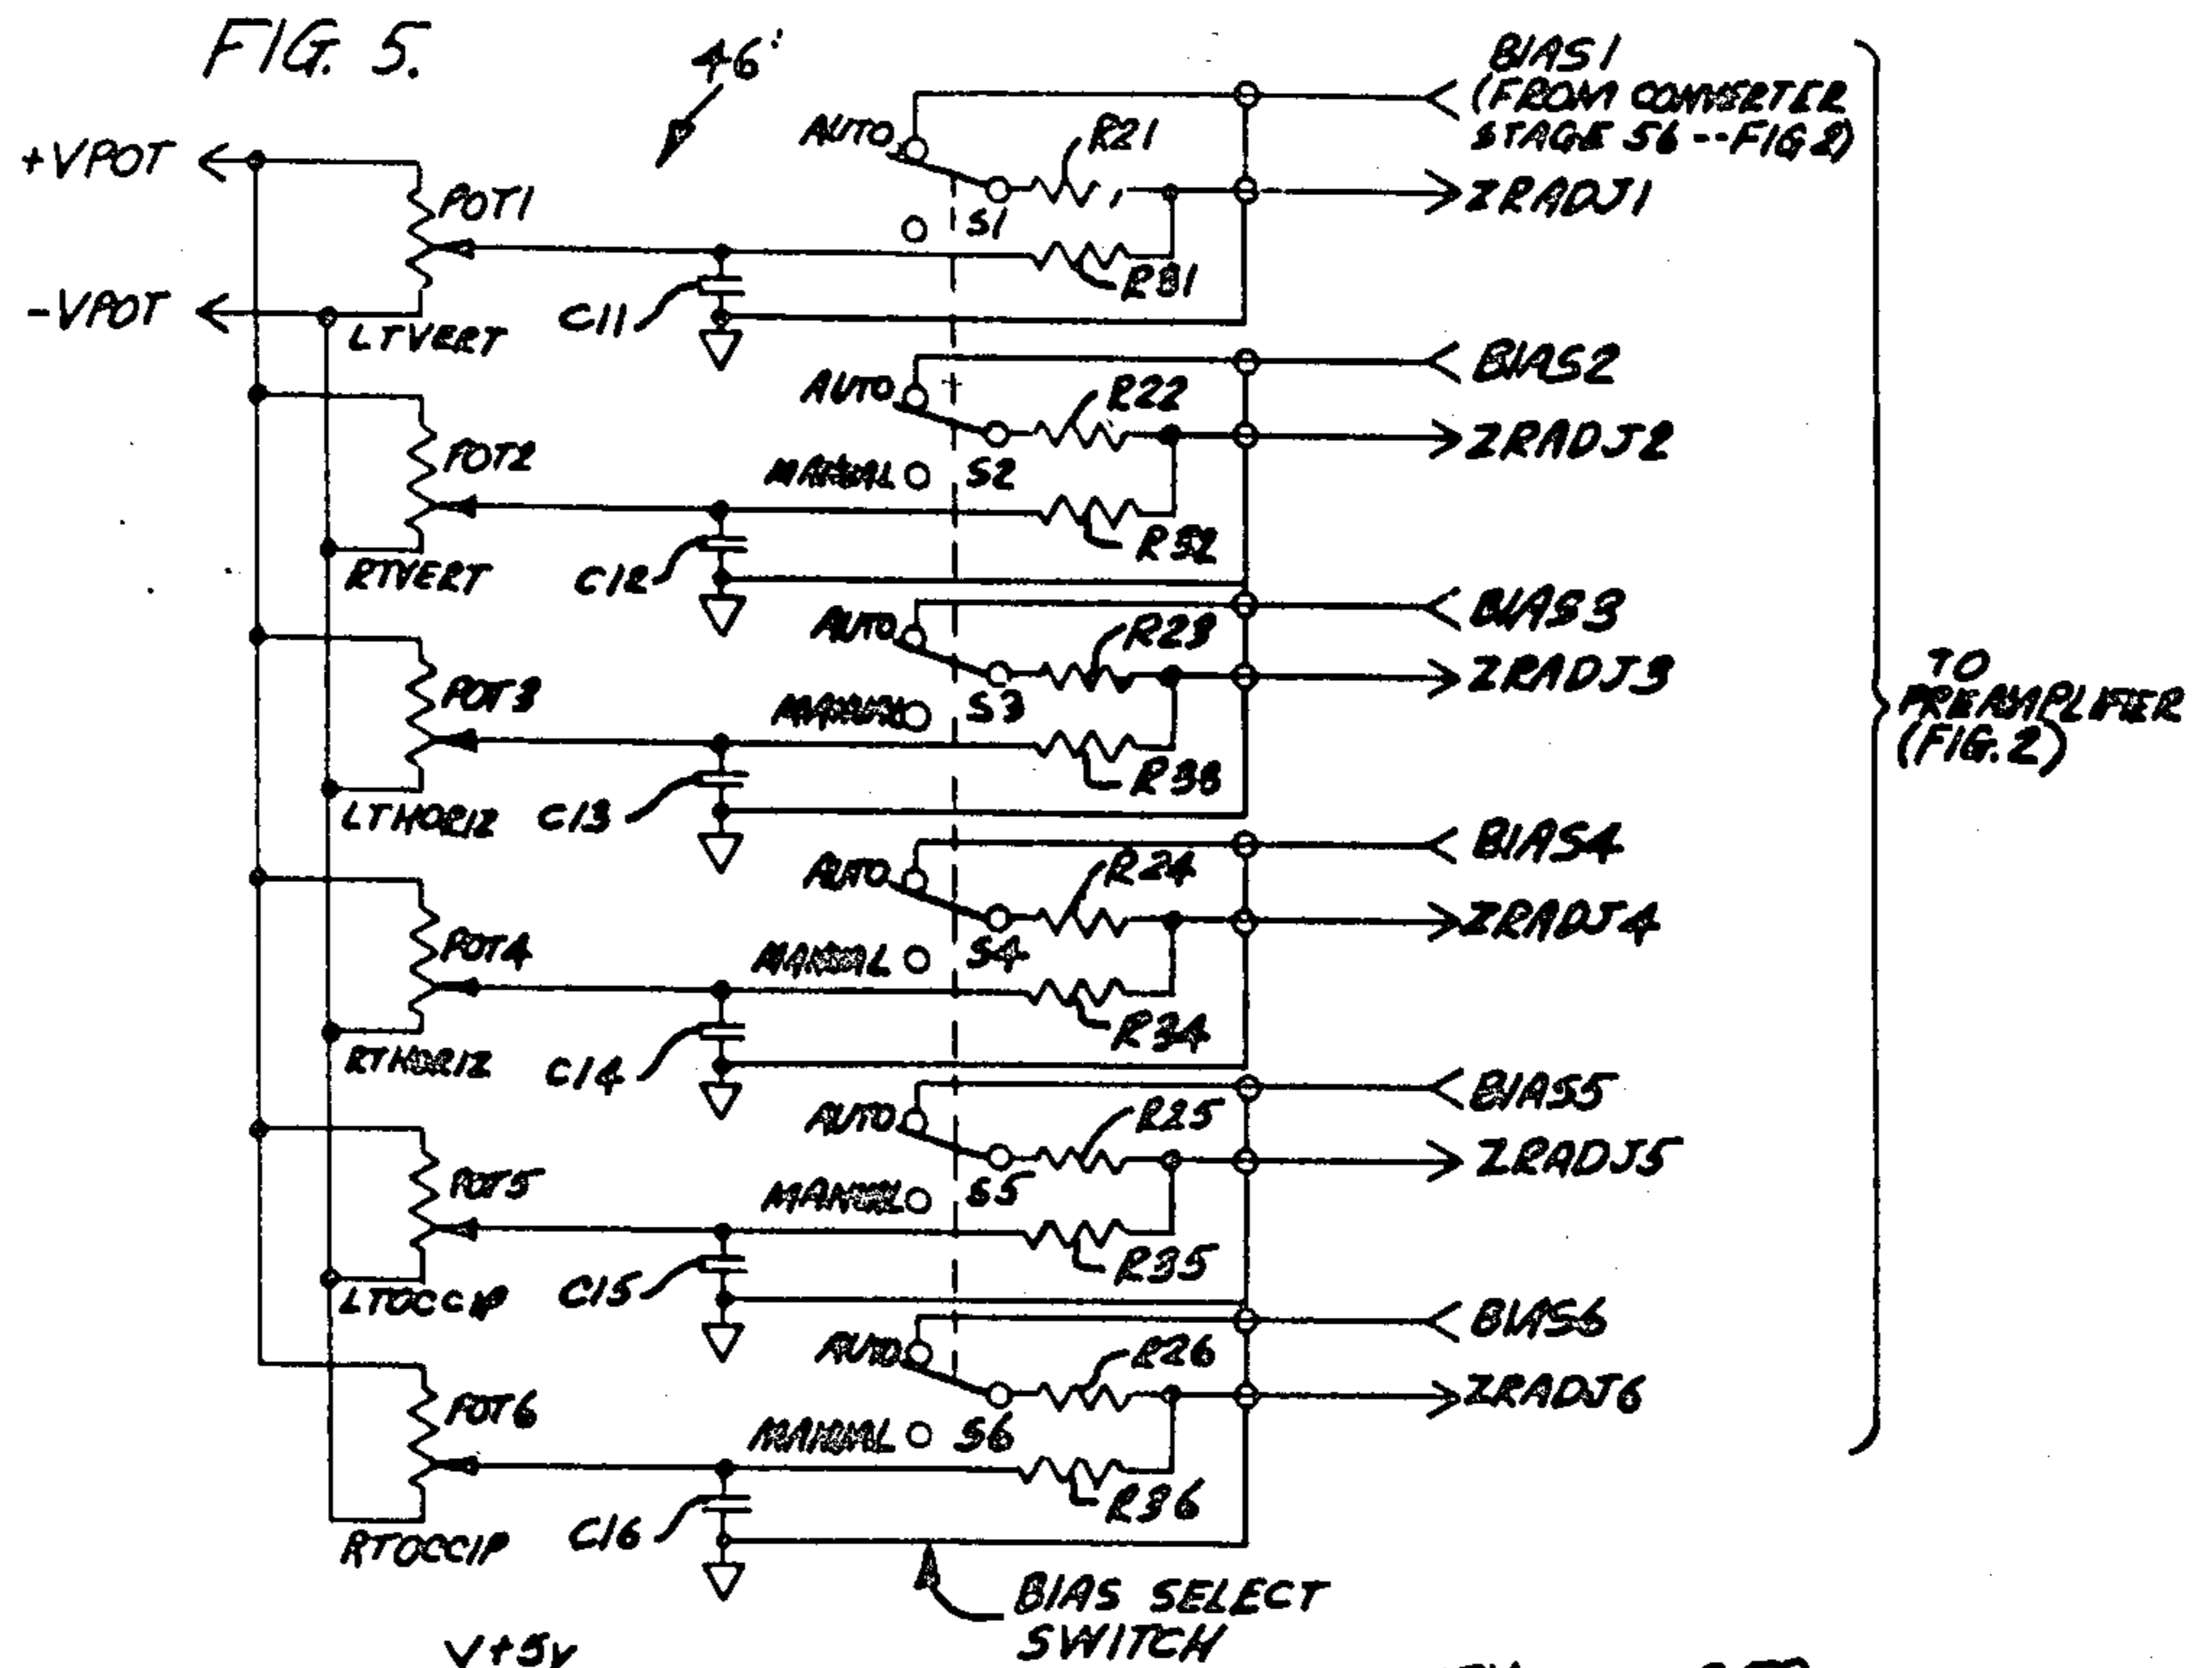 FIG. 5.
46'
BIAS1
(FROM CONVERTER
STAGE 56--FIG 2)
AUTO
R21
+VPOT
POT1
ZRADJ1
S1
R31
-VPOT
LTVERT
C11
BIAS2
AUTO
R22
POT2
ZRADJ2
MANUAL
S2
R32
RTVERT
C12
BIAS3
AUTO
R23
POT3
ZRADJ3
MANUAL
S3
R33
LTHORIZ
C13
TO
PREAMPLIFIER
(FIG. 2)
BIAS4
AUTO
R24
POT4
ZRADJ4
MANUAL
S4
R34
RTHORIZ
C14
BIAS5
AUTO
R25
POT5
ZRADJ5
MANUAL
S5
R35
LTOCCIP
C15
BIAS6
AUTO
R26
POT6
ZRADJ6
MANUAL
S6
R36
RTOCCIP
C16
BIAS SELECT
SWITCH
V+5V